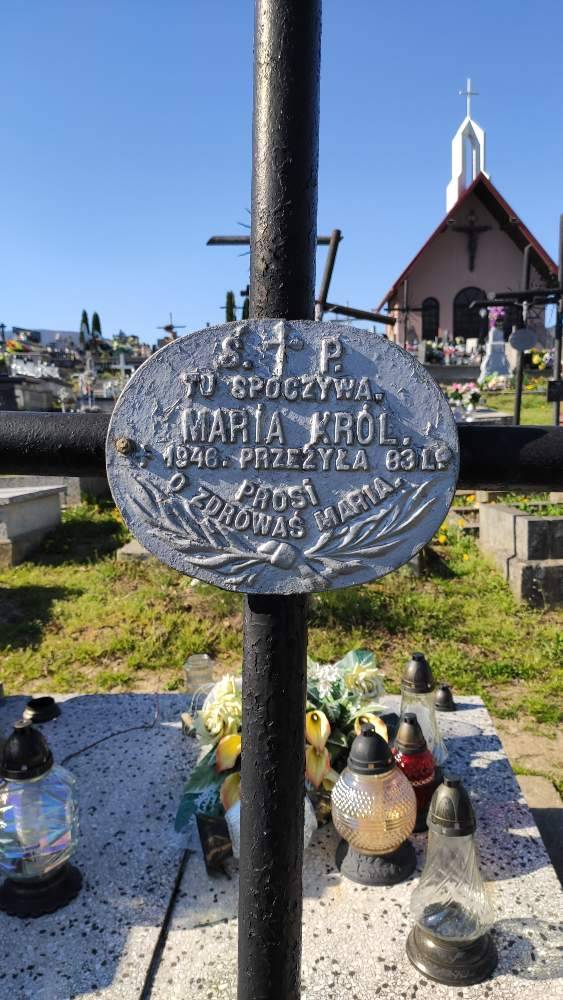 Ś. † P.
TU SPOCZYWA.
MARIA KRÓL.
† 1946. PRZEŻYŁA 63 L.
PROSI
O ZDROWAŚ MARIA.